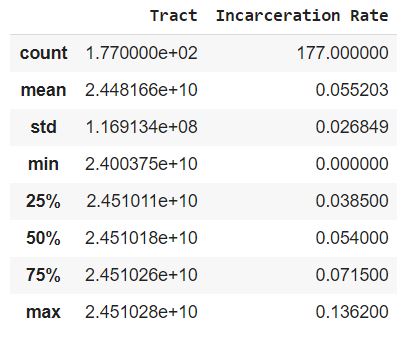 Tract Incarceration Rate
count 1.770000e+02 177.000000
mean 2.448166e+10 0.055203
std 1.169134e+08 0.026849
min 2.400375e+10 0.000000
25% 2.451011e+10 0.038500
50% 2.451018e+10 0.054000
75% 2.451026e+10 0.071500
max 2.451028e+10 0.136200